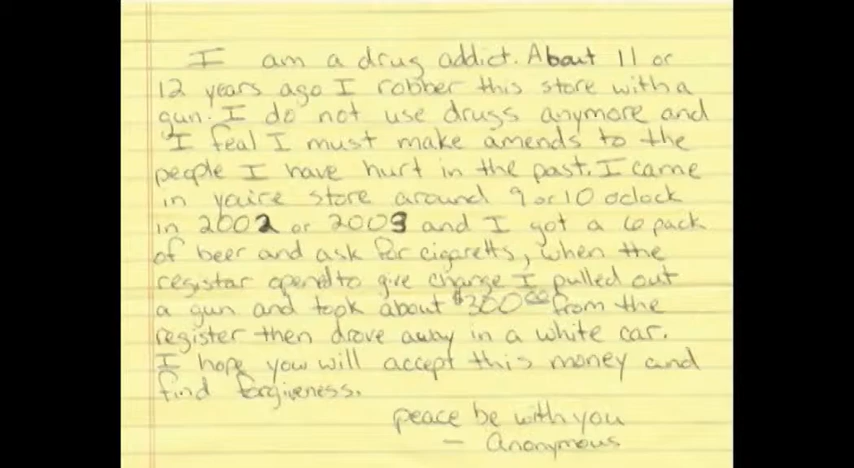 I am a drug addict. About 11 or
12 years ago I robber this store with a
gun. I do not use drugs anymore and
I feal I must make amends to the
people I have hurt in the past. I came
in yaire store around 9 or 10 oclock
in 2002 or 2003 and I got a 6 pack
of beer and ask for cigaretts, when the
registar opend to give change I pulled out
a gun and topk about $300.00 from the
register then drove away in a white car.
I hope you will accept this money and
find forgiveness.
peace be with you
- Anonymous